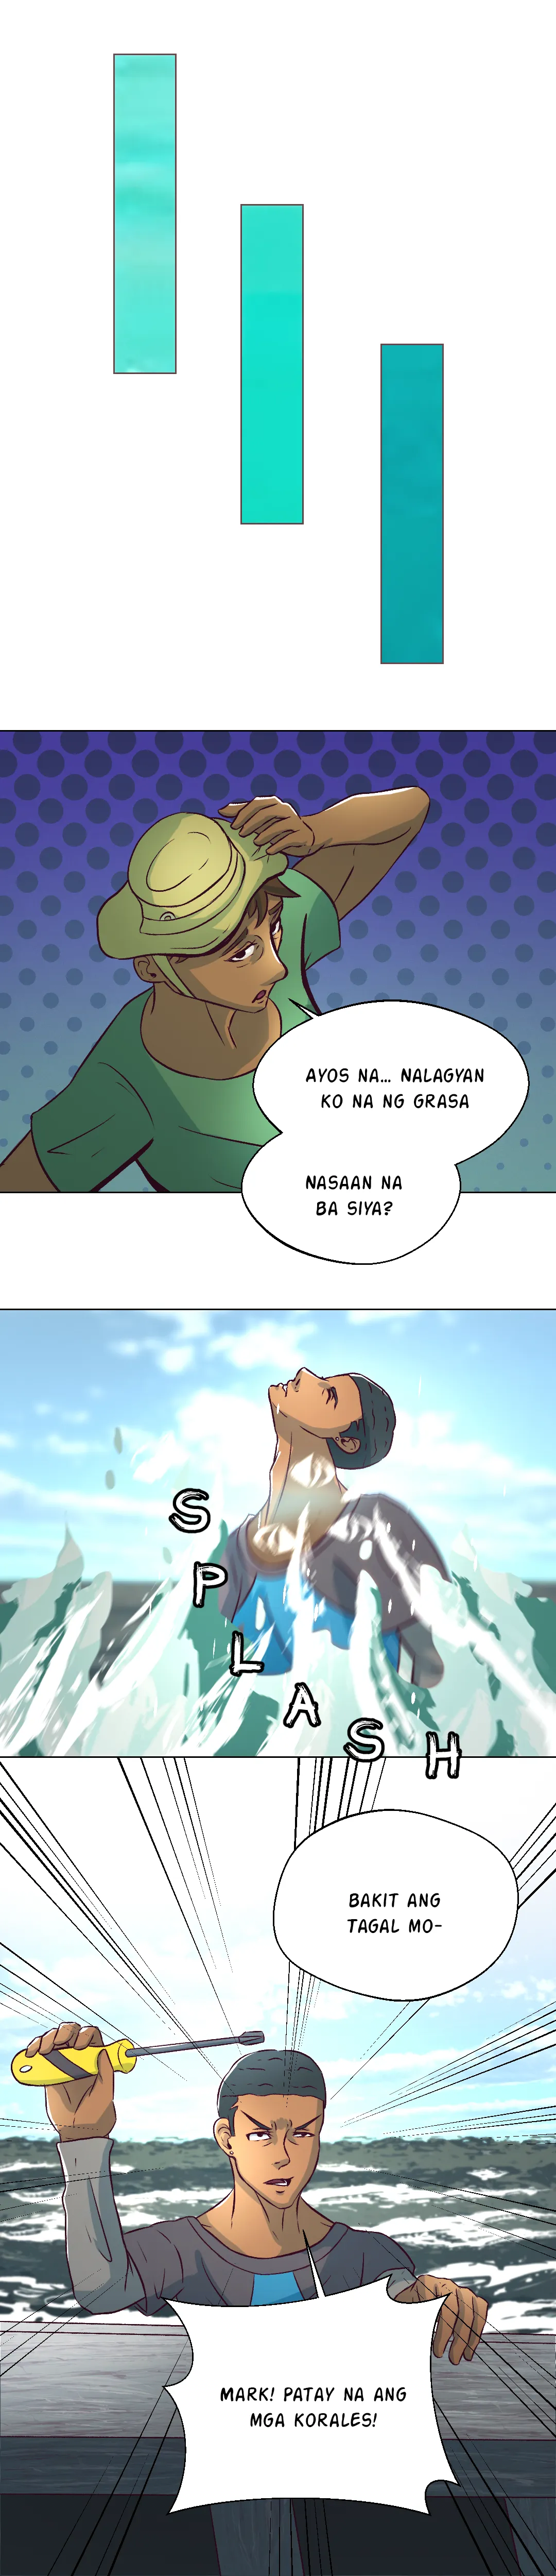 AYOS NA... NALAGYAN
KO NA NG GRASA
NASAAN NA
BA SIYA?
SPLASH
BAKIT ANG
TAGAL MO-
MARK! PATAY NA ANG
MGA KORALES!